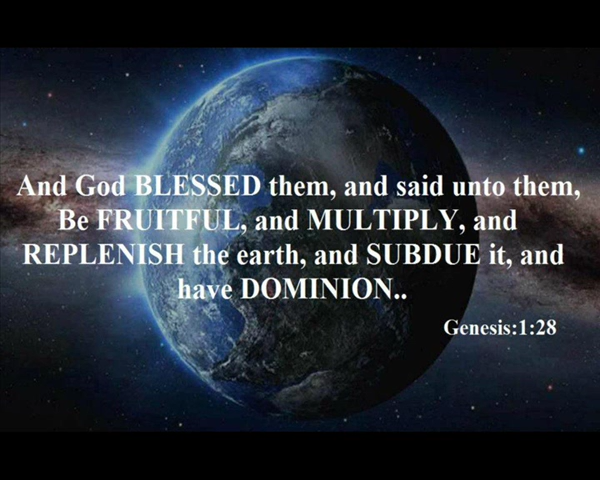 And God BLESSED them, and said unto them,
Be FRUITFUL, and MULTIPLY, and
REPLENISH the earth, and SUBDUE it, and
have DOMINION..
Genesis:1:28